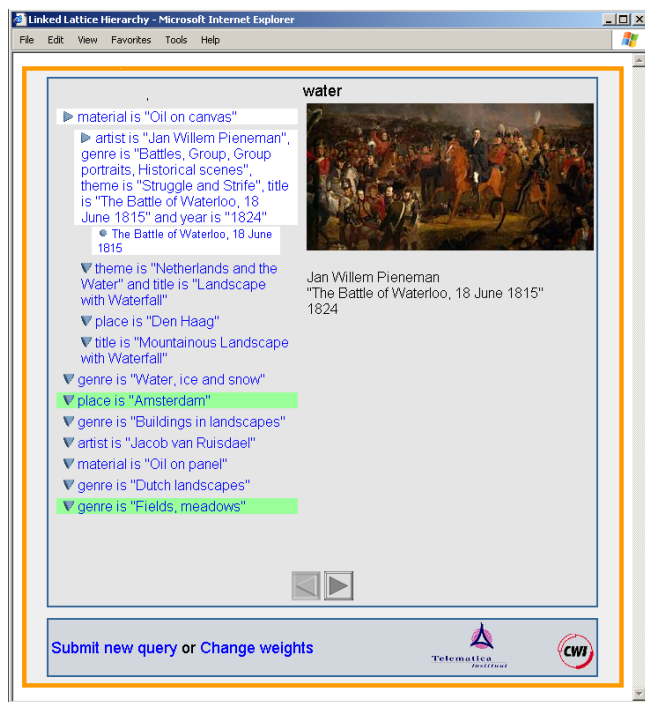 Linked Lattice Hierarchy - Microsoft Internet Explorer
File Edit View Favorites Tools Help
water
material is "Oil on canvas"
artist is "Jan Willem Pieneman",
genre is "Battles, Group, Group
portraits, Historical scenes",
theme is "Struggle and Strife", title
is "The Battle of Waterloo, 18
June 1815" and year is "1824"
The Battle of Waterloo, 18 June
1815
theme is "Netherlands and the
Water" and title is "Landscape
with Waterfall"
place is "Den Haag"
title is "Mountainous Landscape
with Waterfall"
genre is "Water, ice and snow"
place is "Amsterdam"
genre is "Buildings in landscapes"
artist is "Jacob van Ruisdael"
material is "Oil on panel"
genre is "Dutch landscapes"
genre is "Fields, meadows"
Jan Willem Pieneman
"The Battle of Waterloo, 18 June 1815"
1824
Submit new query or Change weights
Telematica
Instituut
CWI